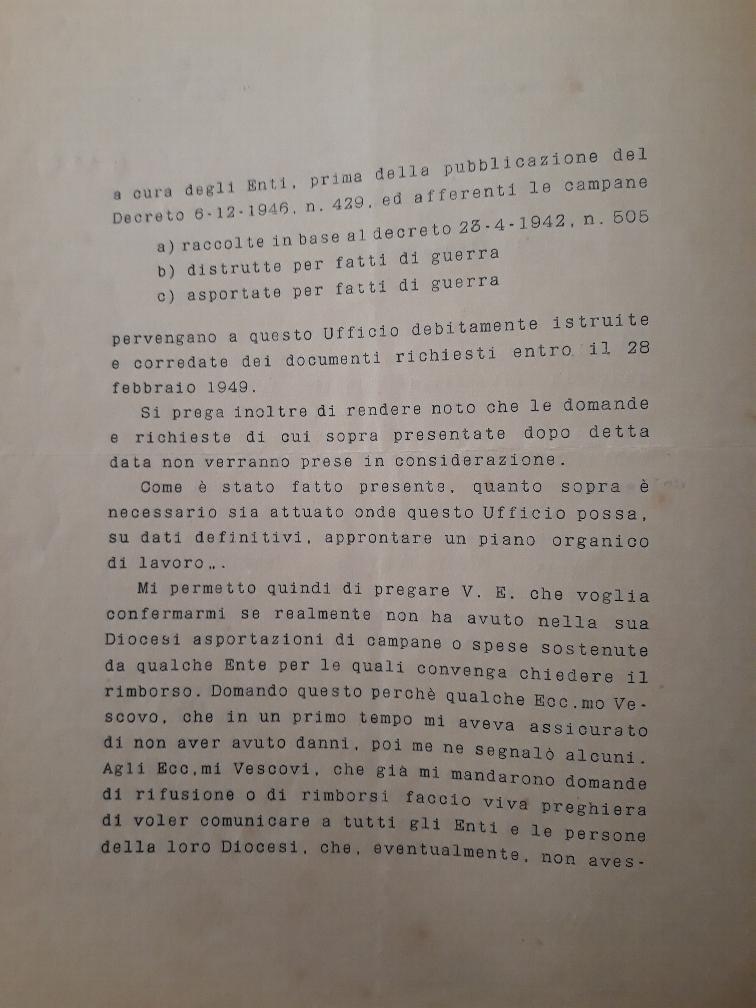 a cura degli Enti, prima della pubblicazione del
Decreto 6-12-1946, n. 429, ed afferenti le campane
a) raccolte in base al decreto 23-4-1942, n. 505
b) distrutte per fatti di guerra
c) asportate per fatti di guerra
pervengano a questo Ufficio debitamente istruite
e corredate dei documenti richiesti entro il 28
febbraio 1949.
Si prega inoltre di rendere noto che le domande
e richieste di cui sopra presentate dopo detta
data non verranno prese in considerazione.
Come è stato fatto presente, quanto sopra è
necessario sia attuato onde questo Ufficio possa,
su dati definitivi, approntare un piano organico
di lavoro„.
Mi permetto quindi di pregare V. E. che voglia
confermarmi se realmente non ha avuto nella sua
Diocesi asportazioni di campane o spese sostenute
da qualche Ente per le quali convenga chiedere il
rimborso. Domando questo perchè qualche Ecc.mo Ve-
scovo, che in un primo tempo mi aveva assicurato
di non aver avuto danni, poi me ne segnalò alcuni.
Agli Ecc,mi Vescovi, che già mi mandarono domande
di rifusione o di rimborsi faccio viva preghiera
di voler comunicare a tutti gli Enti e le persone
della loro Diocesi, che, eventualmente, non aves-